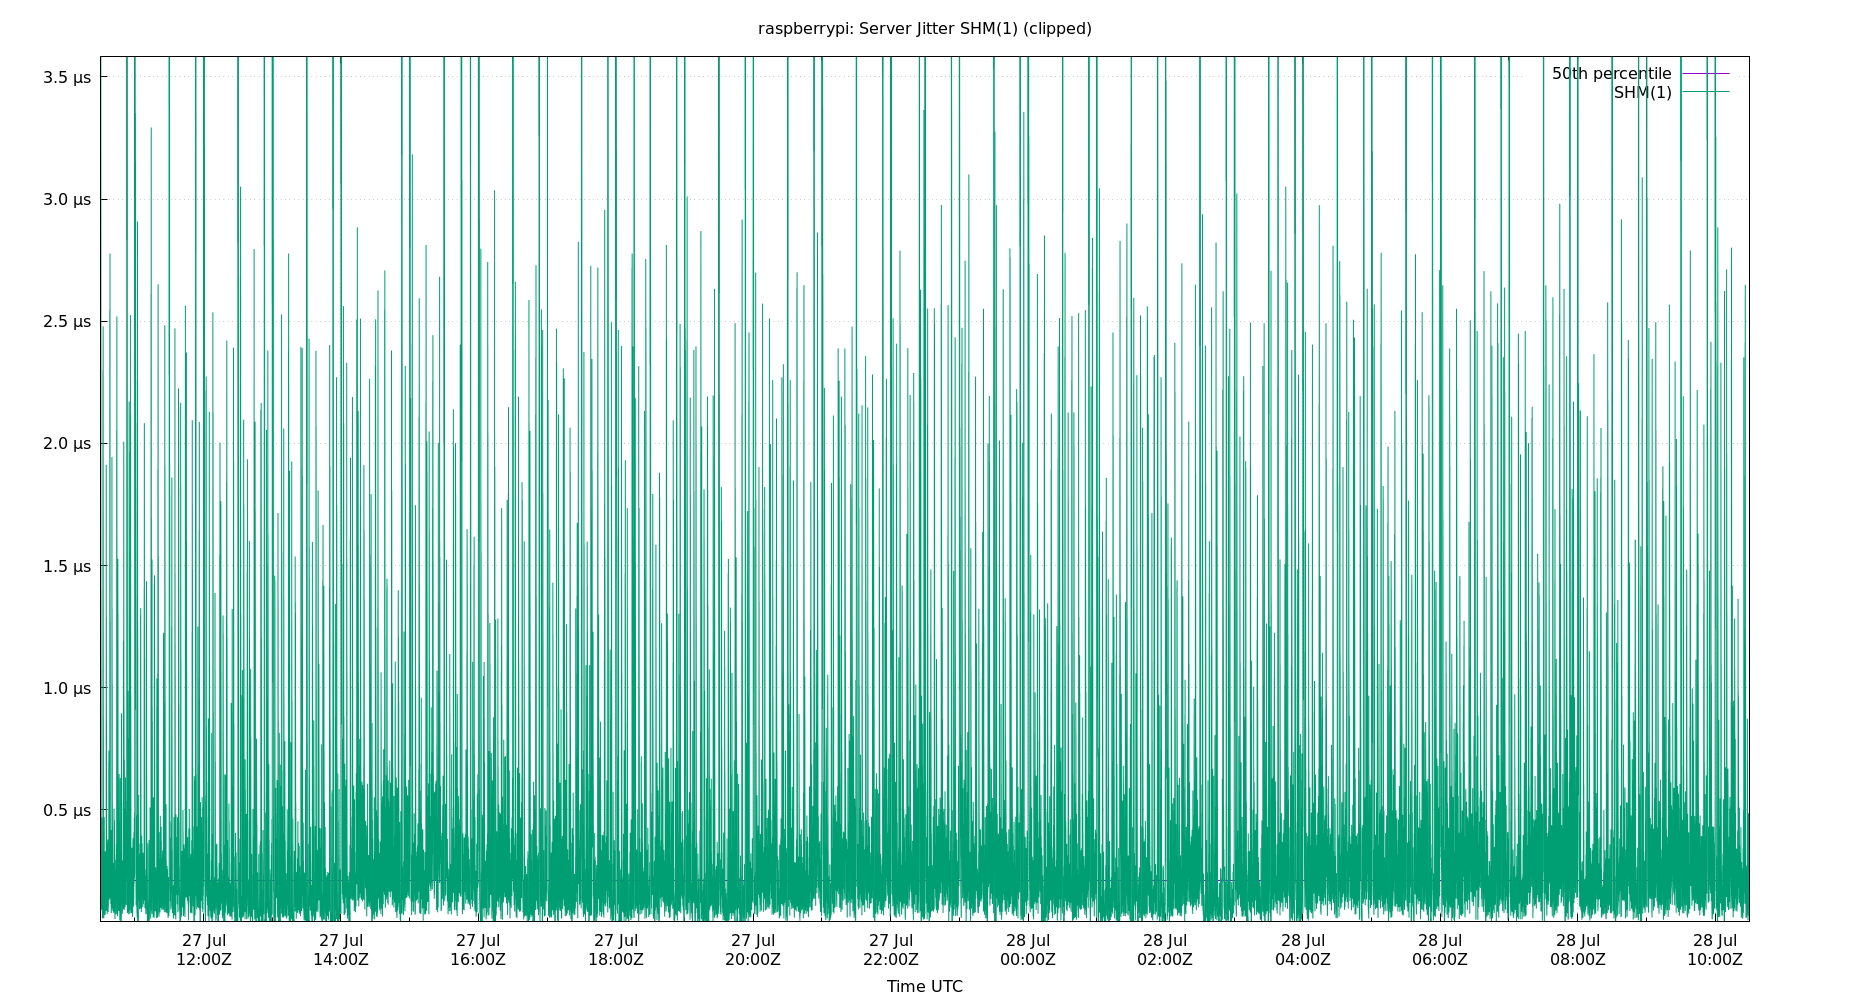 raspberrypi: Server Jitter SHM(1) (clipped)
50th percentile
SHM(1)
3.5 µs
3.0 µs
2.5 µs
2.0 µs
1.5 µs
1.0 µs
0.5 µs
27 Jul 27 Jul 27 Jul 27 Jul 27 Jul 27 Jul 28 Jul 28 Jul 28 Jul 28 Jul 28 Jul 28 Jul
12:00Z 14:00Z 16:00Z 18:00Z 20:00Z 22:00Z 00:00Z 02:00Z 04:00Z 06:00Z 08:00Z 10:00Z
Time UTC